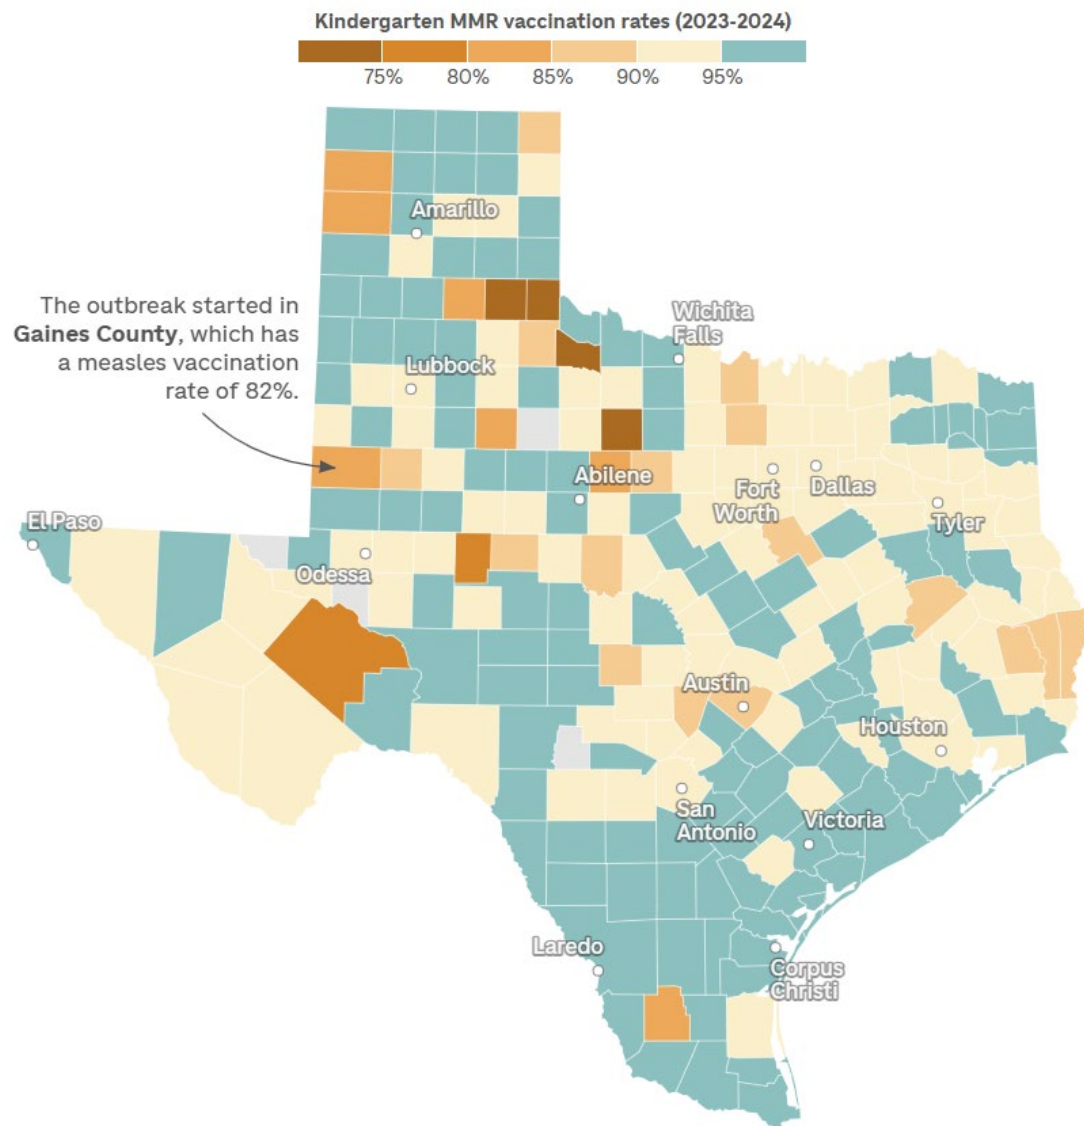 Kindergarten MMR vaccination rates (2023-2024)
75% 80% 85% 90% 95%
Amarillo
The outbreak started in
Gaines County, which has
a measles vaccination
rate of 82%.
Wichita
Falls
Lubbock
Abilene
Fort
Worth
Dallas
Tyler
El Paso
Odessa
Austin
Houston
San
Antonio
Victoria
Laredo
Corpus
Christi